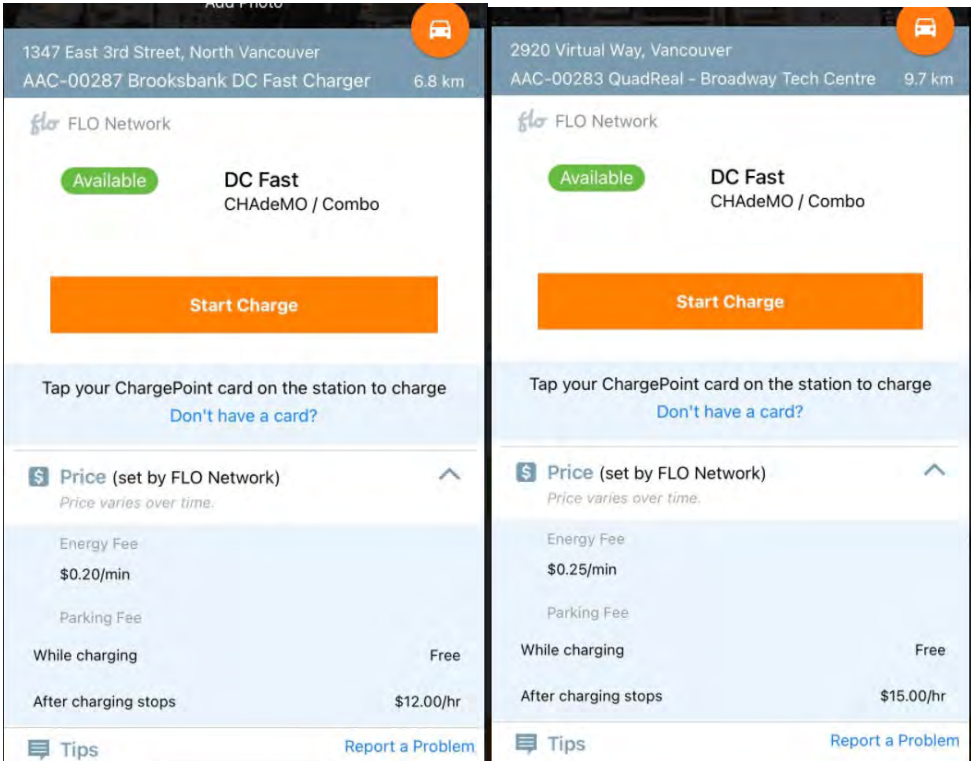 Add Photo
1347 East 3rd Street, North Vancouver
AAC-00287 Brooksbank DC Fast Charger 6.8 km
flo FLO Network
Available DC Fast
CHAdeMO / Combo
Start Charge
Tap your ChargePoint card on the station to charge
Don't have a card?
$ Price (set by FLO Network)
Price varies over time.
Energy Fee
$0.20/min
Parking Fee
While charging Free
After charging stops $12.00/hr
Tips Report a Problem
2920 Virtual Way, Vancouver
AAC-00283 QuadReal - Broadway Tech Centre 9.7 km
flo FLO Network
Available DC Fast
CHAdeMO / Combo
Start Charge
Tap your ChargePoint card on the station to charge
Don't have a card?
$ Price (set by FLO Network)
Price varies over time.
Energy Fee
$0.25/min
Parking Fee
While charging Free
After charging stops $15.00/hr
Tips Report a Problem